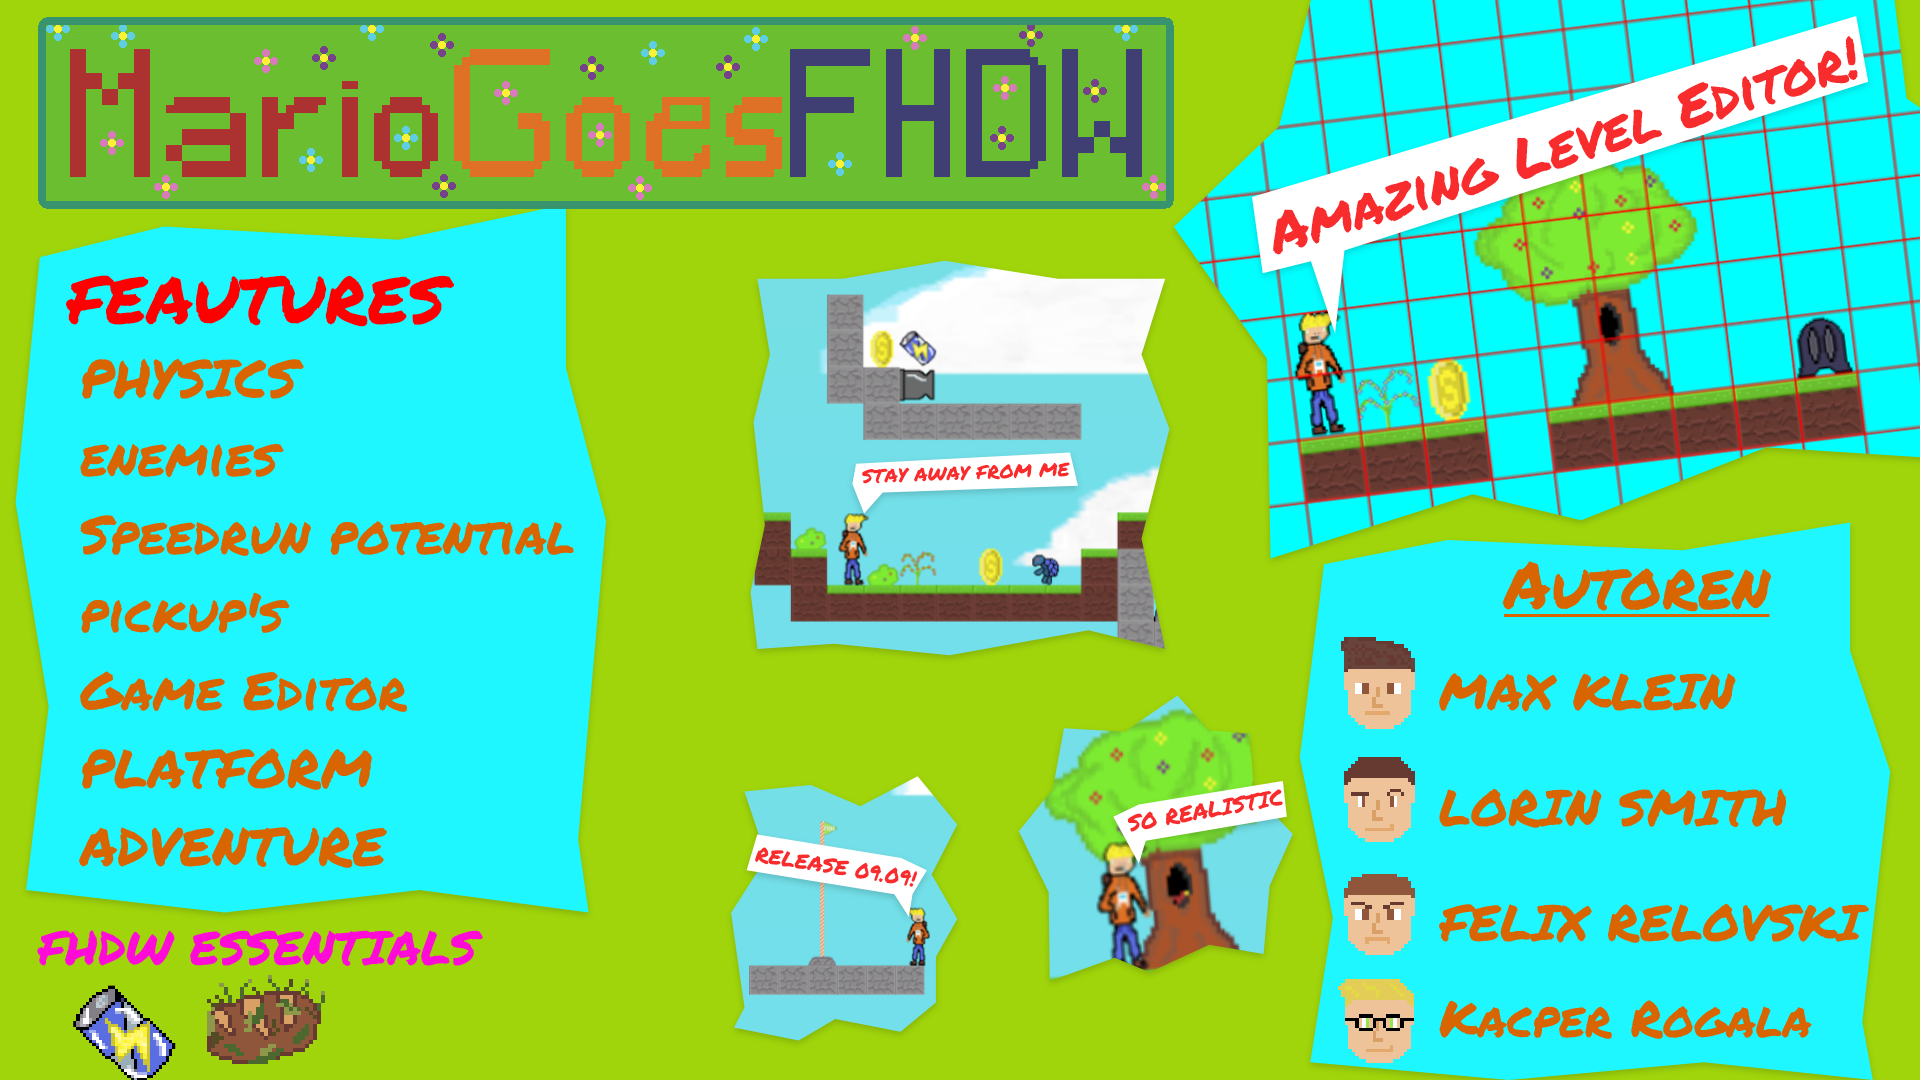 MarioGoesFHDW
Amazing Level Editor!
FEAUTURES
PHYSICS
ENEMIES
SPEEDRUN POTENTIAL
PICKUP'S
GAME EDITOR
PLATFORM
ADVENTURE
FHDW ESSENTIALS
STAY AWAY FROM ME
RELEASE 09.09!
SO REALISTIC
AUTOREN
MAX KLEIN
LORIN SMITH
FELIX RELOVSKI
KACPER ROGALA